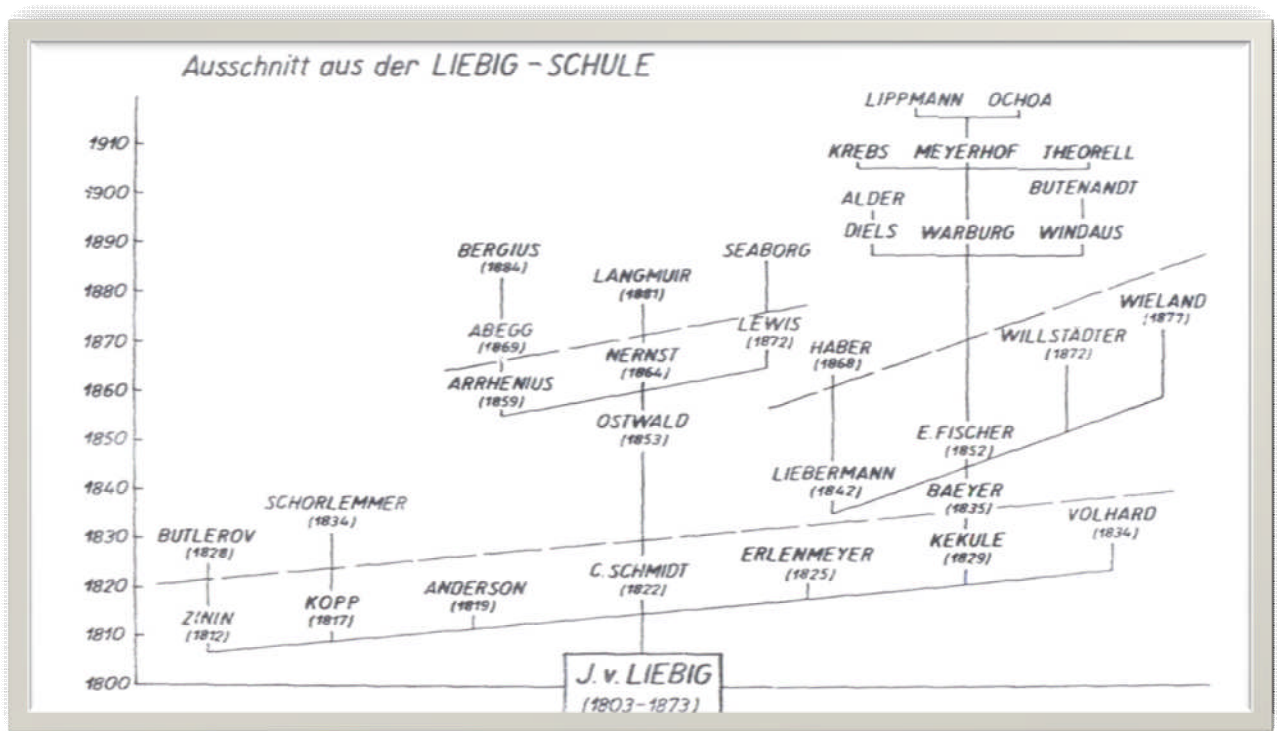 Ausschnitt aus der LIEBIG - SCHULE
LIPPMANN OCHOA
1910
KREBS MEYERHOF THEORELL
1900
ALDER
BUTENANDT
1890
DIELS WARBURG WINDAUS
BERGIUS
(1884)
SEABORG
LANGMUIR
(1881)
1880
WIELAND
(1877)
ABEGG
(1869)
LEWIS
(1872)
WILLSTÄDTER
(1872)
1870
NERNST
(1864)
HABER
(1868)
1860
ARRHENIUS
(1859)
OSTWALD
(1853)
1850
E. FISCHER
(1852)
LIEBERMANN
(1842)
1840
BAEYER
(1835)
SCHORLEMMER
(1834)
VOLHARD
(1834)
1830
BUTLEROV
(1828)
KEKULE
(1829)
ERLENMEYER
(1825)
C. SCHMIDT
(1822)
1820
ANDERSON
(1819)
KOPP
(1817)
ZININ
(1812)
1810
1800
J. v. LIEBIG
(1803-1873)